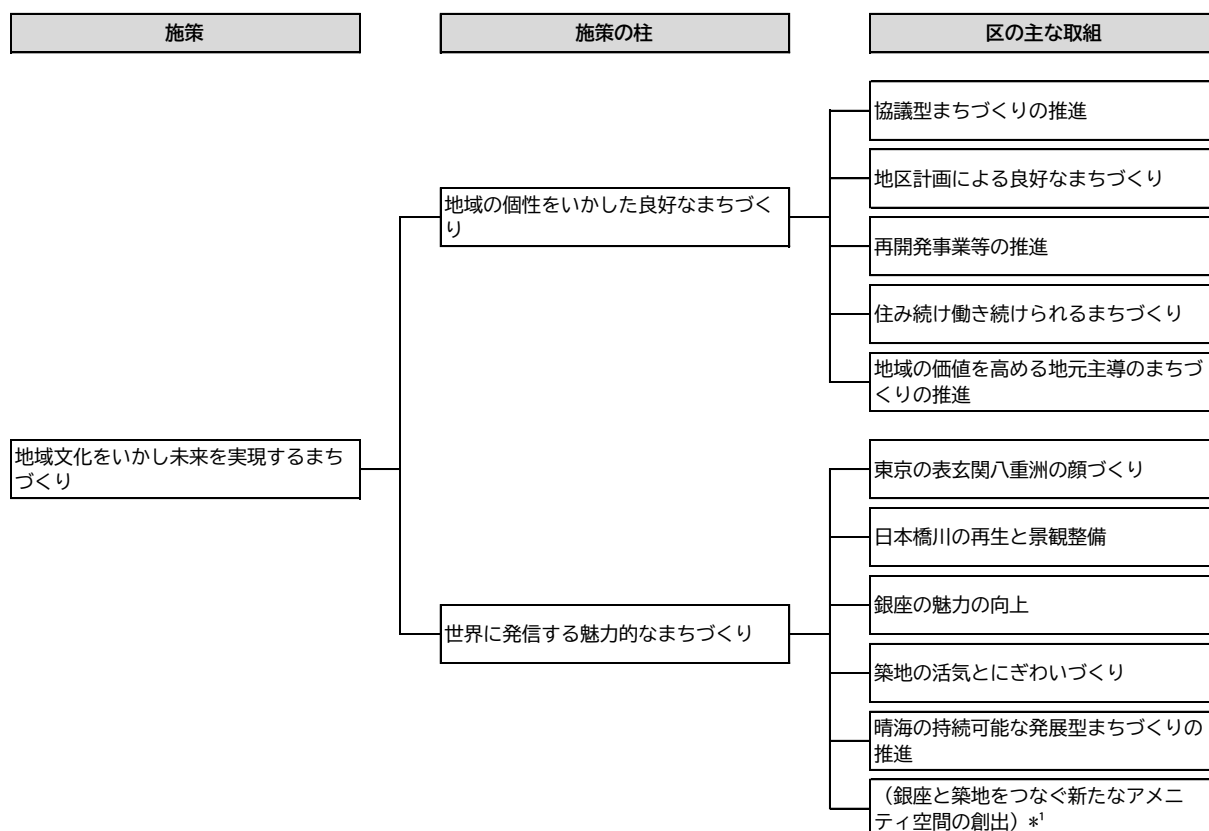 施策
施策の柱
区の主な取組
地域文化をいかし未来を実現するまち
づくり
地域の個性をいかした良好なまちづく
り
協議型まちづくりの推進
地区計画による良好なまちづくり
再開発事業等の推進
住み続け働き続けられるまちづくり
地域の価値を高める地元主導のまちづ
くりの推進
世界に発信する魅力的なまちづくり
東京の表玄関八重洲の顔づくり
日本橋川の再生と景観整備
銀座の魅力の向上
築地の活気とにぎわいづくり
晴海の持続可能な発展型まちづくりの
推進
（銀座と築地をつなぐ新たなアメニ
ティ空間の創出）*¹